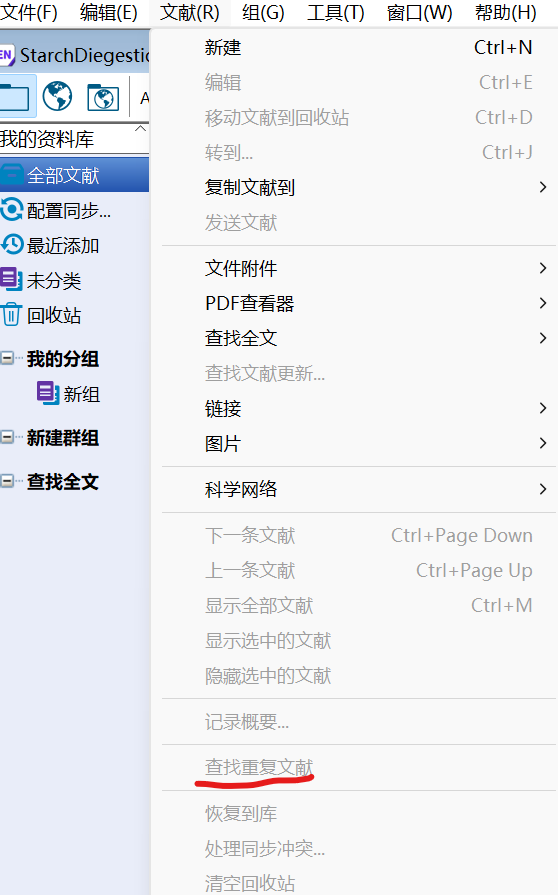 文件(F) 编辑(E) 文献(R) 组(G) 工具(T) 窗口(W) 帮助(H)
EN StarchDiegestic
A
我的资料库
全部文献
配置同步...
最近添加
未分类
回收站
我的分组
新组
新建群组
查找全文
新建 Ctrl+N
编辑 Ctrl+E
移动文献到回收站 Ctrl+D
转到... Ctrl+J
复制文献到
发送文献
文件附件
PDF查看器
查找全文
查找文献更新...
链接
图片
科学网络
下一条文献 Ctrl+Page Down
上一条文献 Ctrl+Page Up
显示全部文献 Ctrl+M
显示选中的文献
隐藏选中的文献
记录概要...
查找重复文献
恢复到库
处理同步冲突...
清空回收站